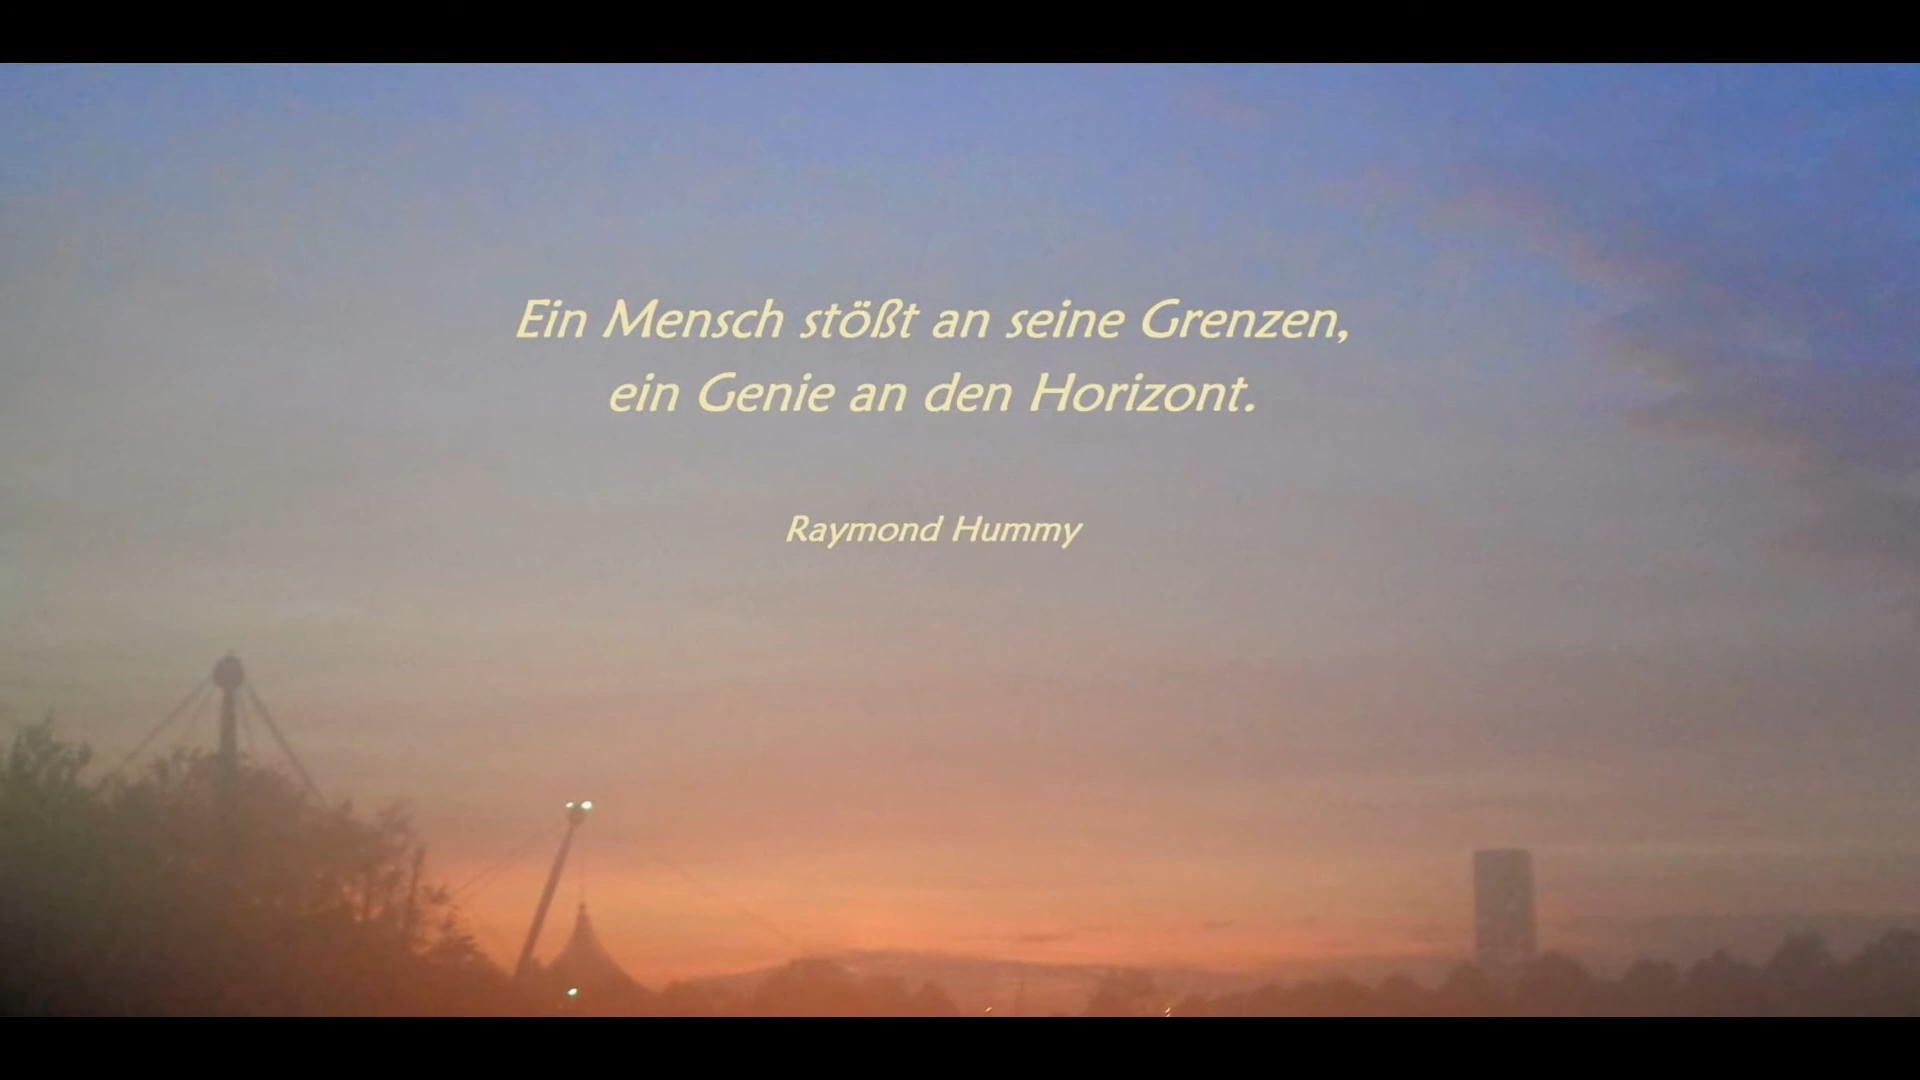 Ein Mensch stößt an seine Grenzen,
ein Genie an den Horizont.
Raymond Hummy